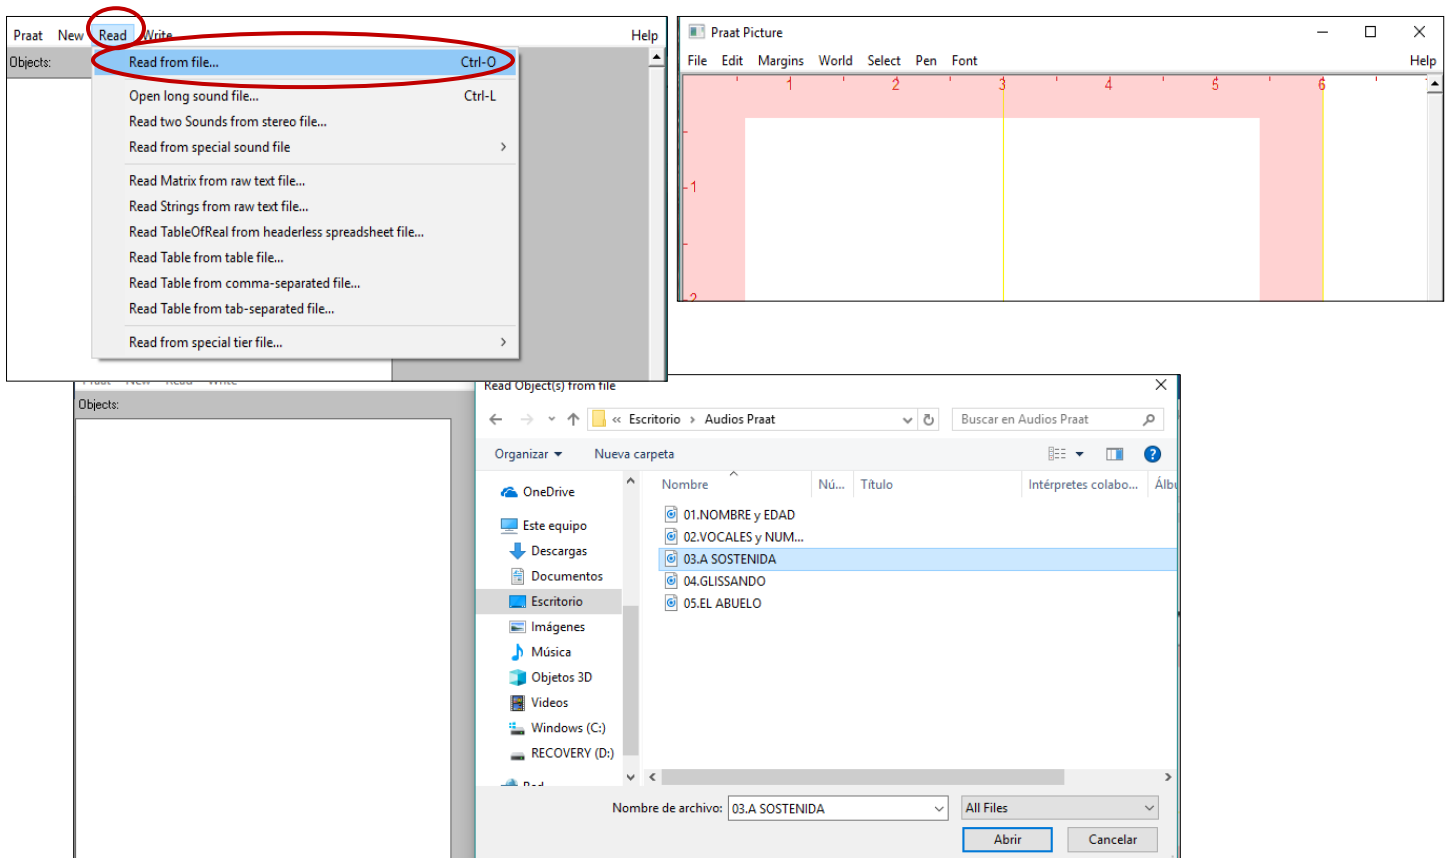 Praat New Read Write Help
Objects:
Read from file... Ctrl-O
Open long sound file... Ctrl-L
Read two Sounds from stereo file...
Read from special sound file
Read Matrix from raw text file...
Read Strings from raw text file...
Read TableOfReal from headerless spreadsheet file...
Read Table from table file...
Read Table from comma-separated file...
Read Table from tab-separated file...
Read from special tier file...
Praat Picture
File Edit Margins World Select Pen Font Help
1 2 3 4 5 6
1
2
Praat New Read Write
Objects:
Read Object(s) from file
« Escritorio > Audios Praat
Buscar en Audios Praat
Organizar Nueva carpeta
Nombre Nú... Título Intérpretes colabo... Álbu
OneDrive
Este equipo
Descargas
Documentos
Escritorio
Imágenes
Música
Objetos 3D
Videos
Windows (C:)
RECOVERY (D:)
Red
01.NOMBRE y EDAD
02.VOCALES y NUM...
03.A SOSTENIDA
04.GLISSANDO
05.EL ABUELO
Nombre de archivo: 03.A SOSTENIDA All Files
Abrir Cancelar